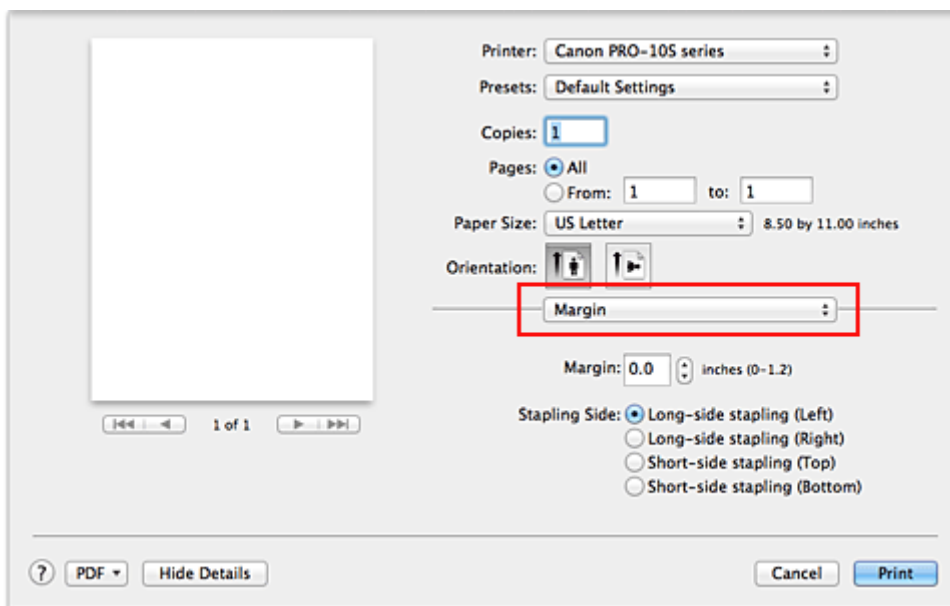 Printer: Canon PRO-10S series
Presets: Default Settings
Copies: 1
Pages: All
From: 1 to: 1
Paper Size: US Letter 8.50 by 11.00 inches
Orientation:
Margin
Margin: 0.0 inches (0-1.2)
1 of 1
Stapling Side: Long-side stapling (Left)
Long-side stapling (Right)
Short-side stapling (Top)
Short-side stapling (Bottom)
? PDF Hide Details Cancel Print